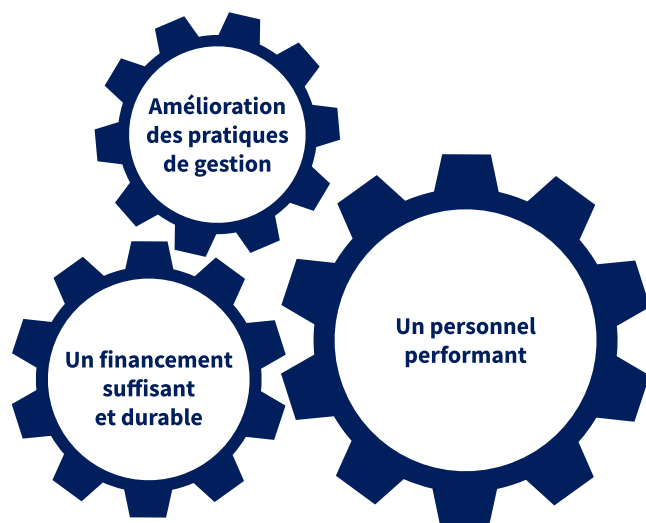 Amélioration
des pratiques
de gestion
Un financement
suffisant
et durable
Un personnel
performant